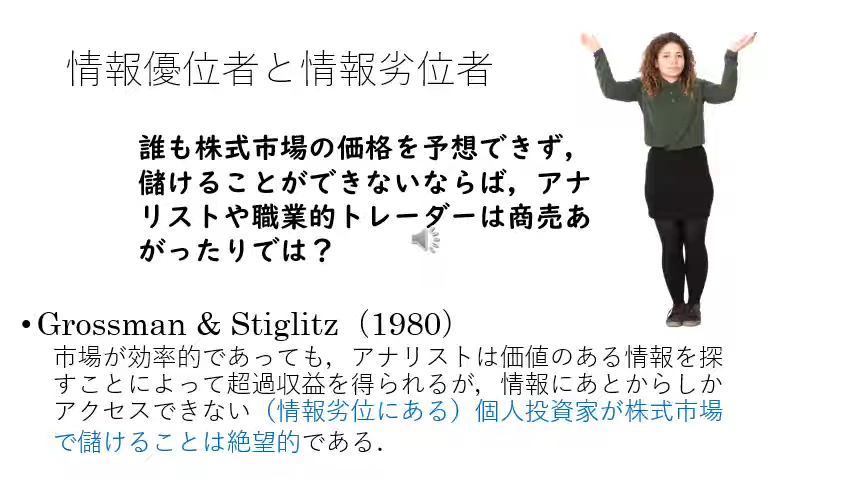 情報優位者と情報劣位者
誰も株式市場の価格を予想できず，
儲けることができないならば，アナ
リストや職業的トレーダーは商売あ
がったりでは？
•Grossman & Stiglitz（1980）
市場が効率的であっても，アナリストは価値のある情報を探
すことによって超過収益を得られるが，情報にあとからしか
アクセスできない（情報劣位にある）個人投資家が株式市場
で儲けることは絶望的である．